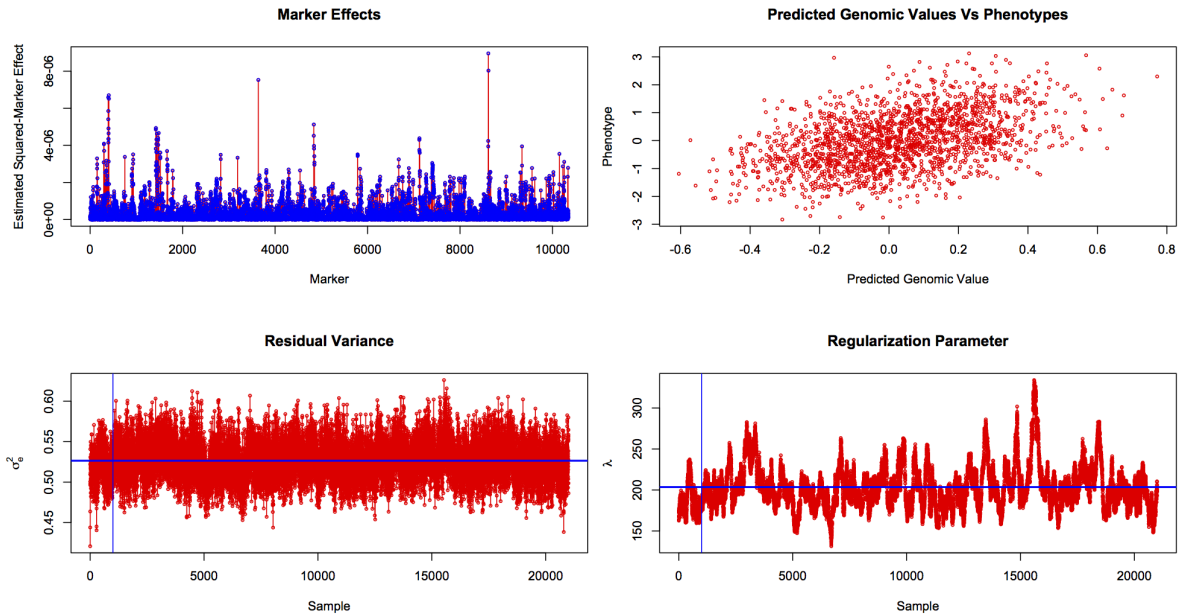 Marker Effects
Estimated Squared-Marker Effect
0e+00 4e-06 8e-06
0 2000 4000 6000 8000 10000
Marker
Predicted Genomic Values Vs Phenotypes
Phenotype
-3 -2 -1 0 1 2 3
-0.6 -0.4 -0.2 0.0 0.2 0.4 0.6 0.8
Predicted Genomic Value
Residual Variance
σ²ₑ
0.45 0.50 0.55 0.60
0 5000 10000 15000 20000
Sample
Regularization Parameter
λ
150 200 250 300
0 5000 10000 15000 20000
Sample